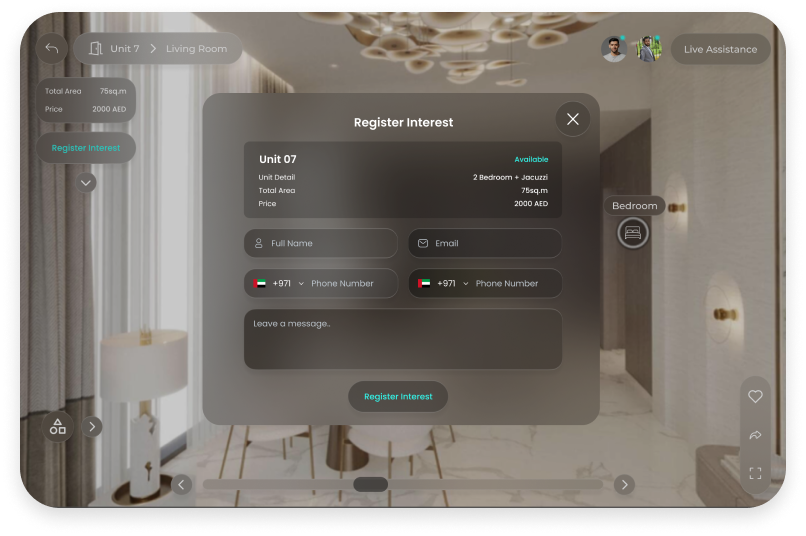 Unit 7 > Living Room
Live Assistance
Total Area 75sq.m
Price 2000 AED
Register Interest
Register Interest
Unit 07 Available
Unit Detail 2 Bedroom + Jacuzzi
Total Area 75sq.m
Price 2000 AED
Bedroom
Full Name Email
+971 Phone Number +971 Phone Number
Leave a message..
Register Interest